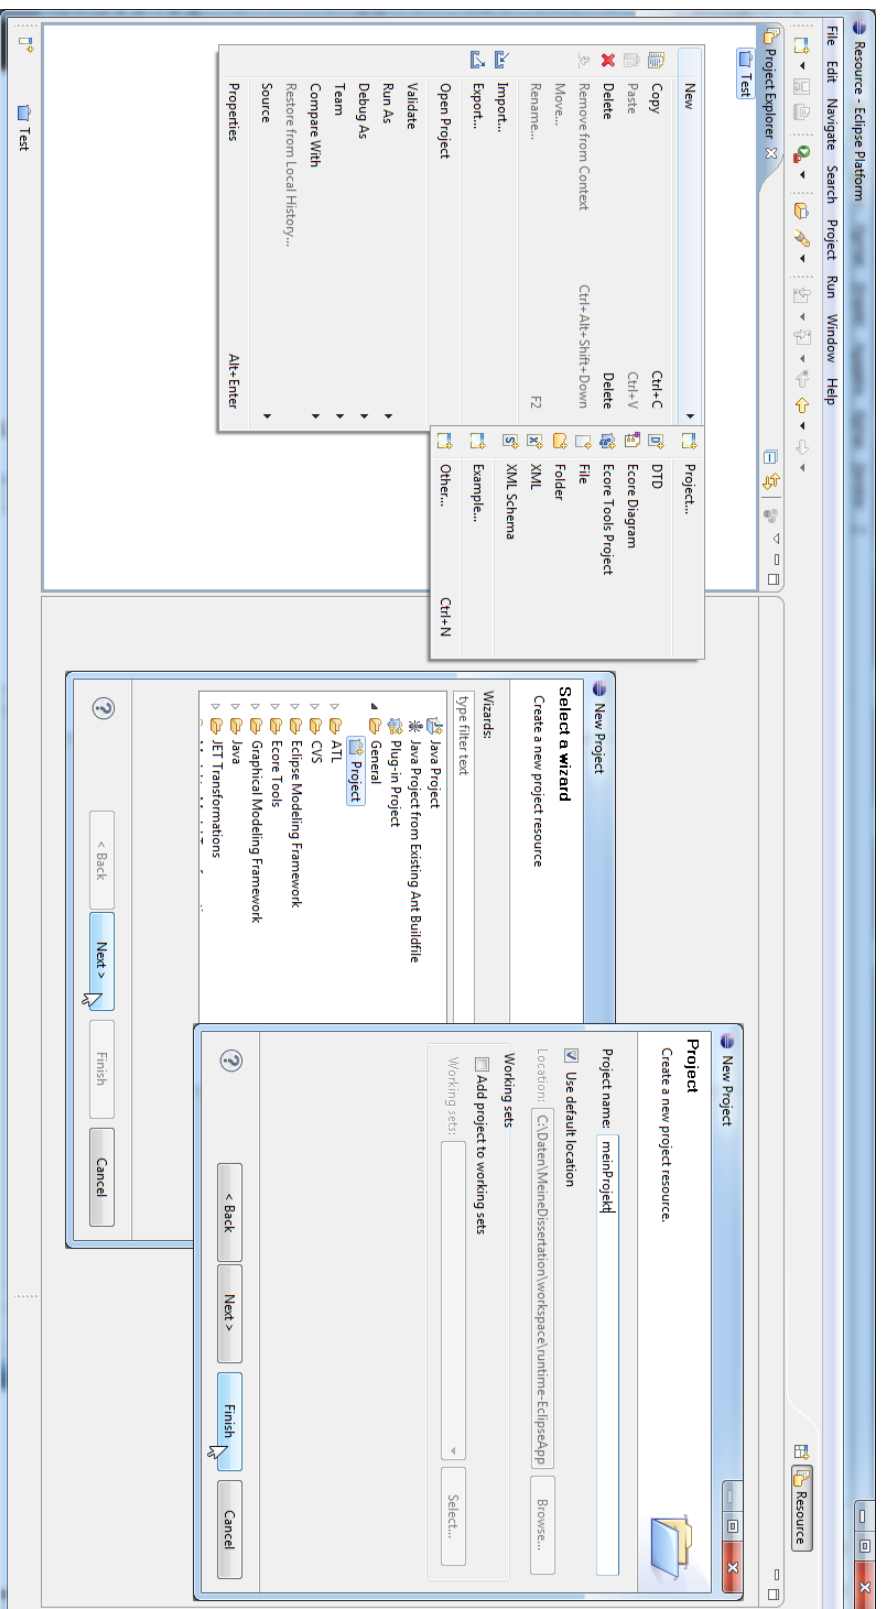 Resource - Eclipse Platform
File Edit Navigate Search Project Run Window Help
Resource
Project Explorer
Test
New
Copy Ctrl+C
Paste Ctrl+V
Delete Delete
Remove from Context Ctrl+Alt+Shift+Down
Move...
Rename... F2
Import...
Export...
Open Project
Validate
Run As
Debug As
Team
Compare With
Restore from Local History...
Source
Properties Alt+Enter
Project...
DTD
Ecore Diagram
Ecore Tools Project
File
Folder
XML
XML Schema
Example...
Other... Ctrl+N
New Project
Select a wizard
Create a new project resource
Wizards:
type filter text
Java Project
Java Project from Existing Ant Buildfile
Plug-in Project
General
Project
ATL
CVS
Eclipse Modeling Framework
Ecore Tools
Graphical Modeling Framework
Java
JET Transformations
< Back Next > Finish Cancel
New Project
Project
Create a new project resource.
Project name: meinProjekt
Use default location
Location: C:\Daten\MeineDissertation\workspace\runtime-EclipseApp Browse...
Working sets
Add project to working sets
Working sets: Select...
< Back Next > Finish Cancel
Test